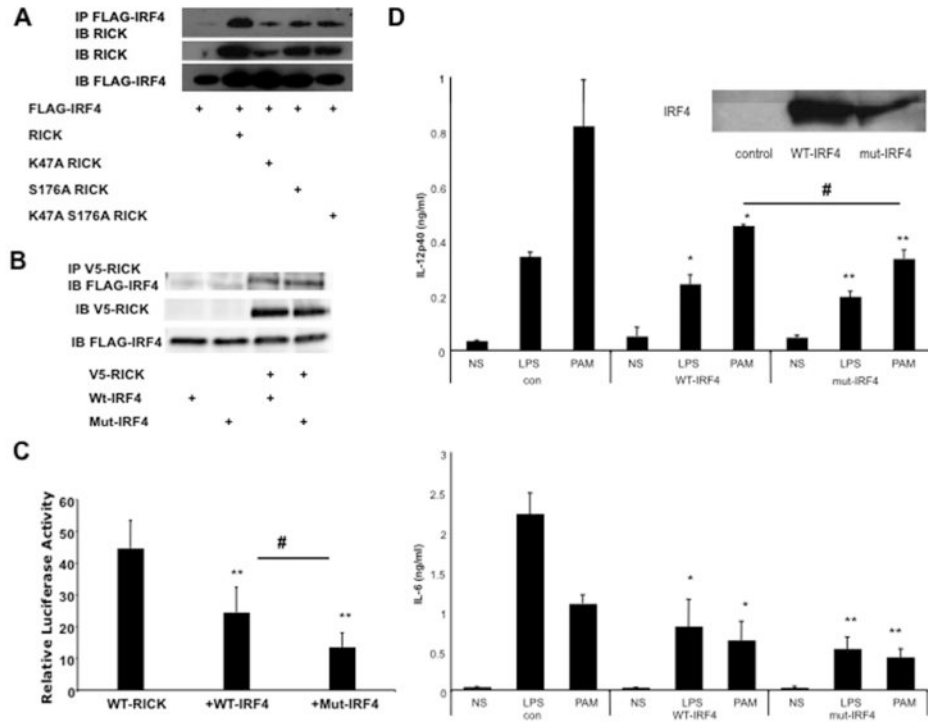 A
IP FLAG-IRF4
IB RICK
IB RICK
IB FLAG-IRF4
FLAG-IRF4 + + + + +
RICK +
K47A RICK +
S176A RICK +
K47A S176A RICK +
B
IP V5-RICK
IB FLAG-IRF4
IB V5-RICK
IB FLAG-IRF4
V5-RICK + +
Wt-IRF4 + +
Mut-IRF4 + +
C
Relative Luciferase Activity
60
50
40
30
20
10
0
**
#
**
WT-RICK +WT-IRF4 +Mut-IRF4
D
IL-12p40 (ng/ml)
1
0.8
0.6
0.4
0.2
0
IRF4
control WT-IRF4 mut-IRF4
#
*
*
**
**
NS LPS PAM NS LPS PAM NS LPS PAM
con WT-IRF4 mut-IRF4
IL-6 (ng/ml)
3
2.5
2
1.5
1
0.5
0
*
*
**
**
NS LPS PAM NS LPS PAM NS LPS PAM
con WT-IRF4 mut-IRF4